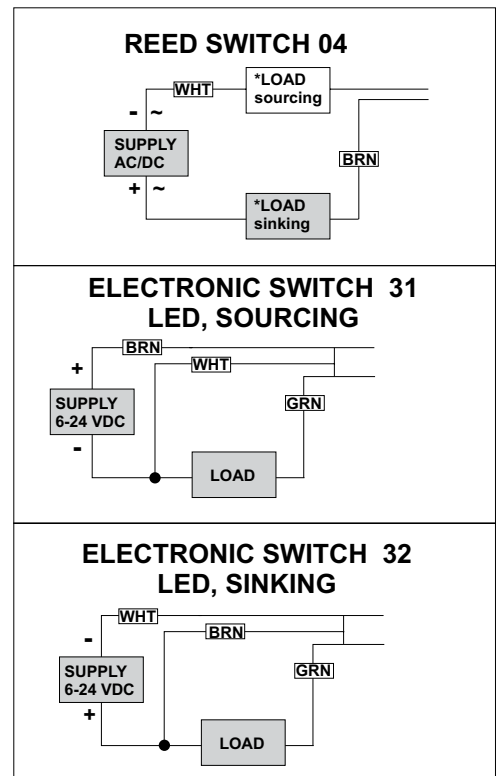 REED SWITCH 04
WHT
*LOAD
sourcing
- ~
SUPPLY
AC/DC
+ ~
BRN
*LOAD
sinking
ELECTRONIC SWITCH 31
LED, SOURCING
BRN
+
WHT
SUPPLY
6-24 VDC
-
GRN
LOAD
ELECTRONIC SWITCH 32
LED, SINKING
WHT
-
BRN
SUPPLY
6-24 VDC
+
GRN
LOAD